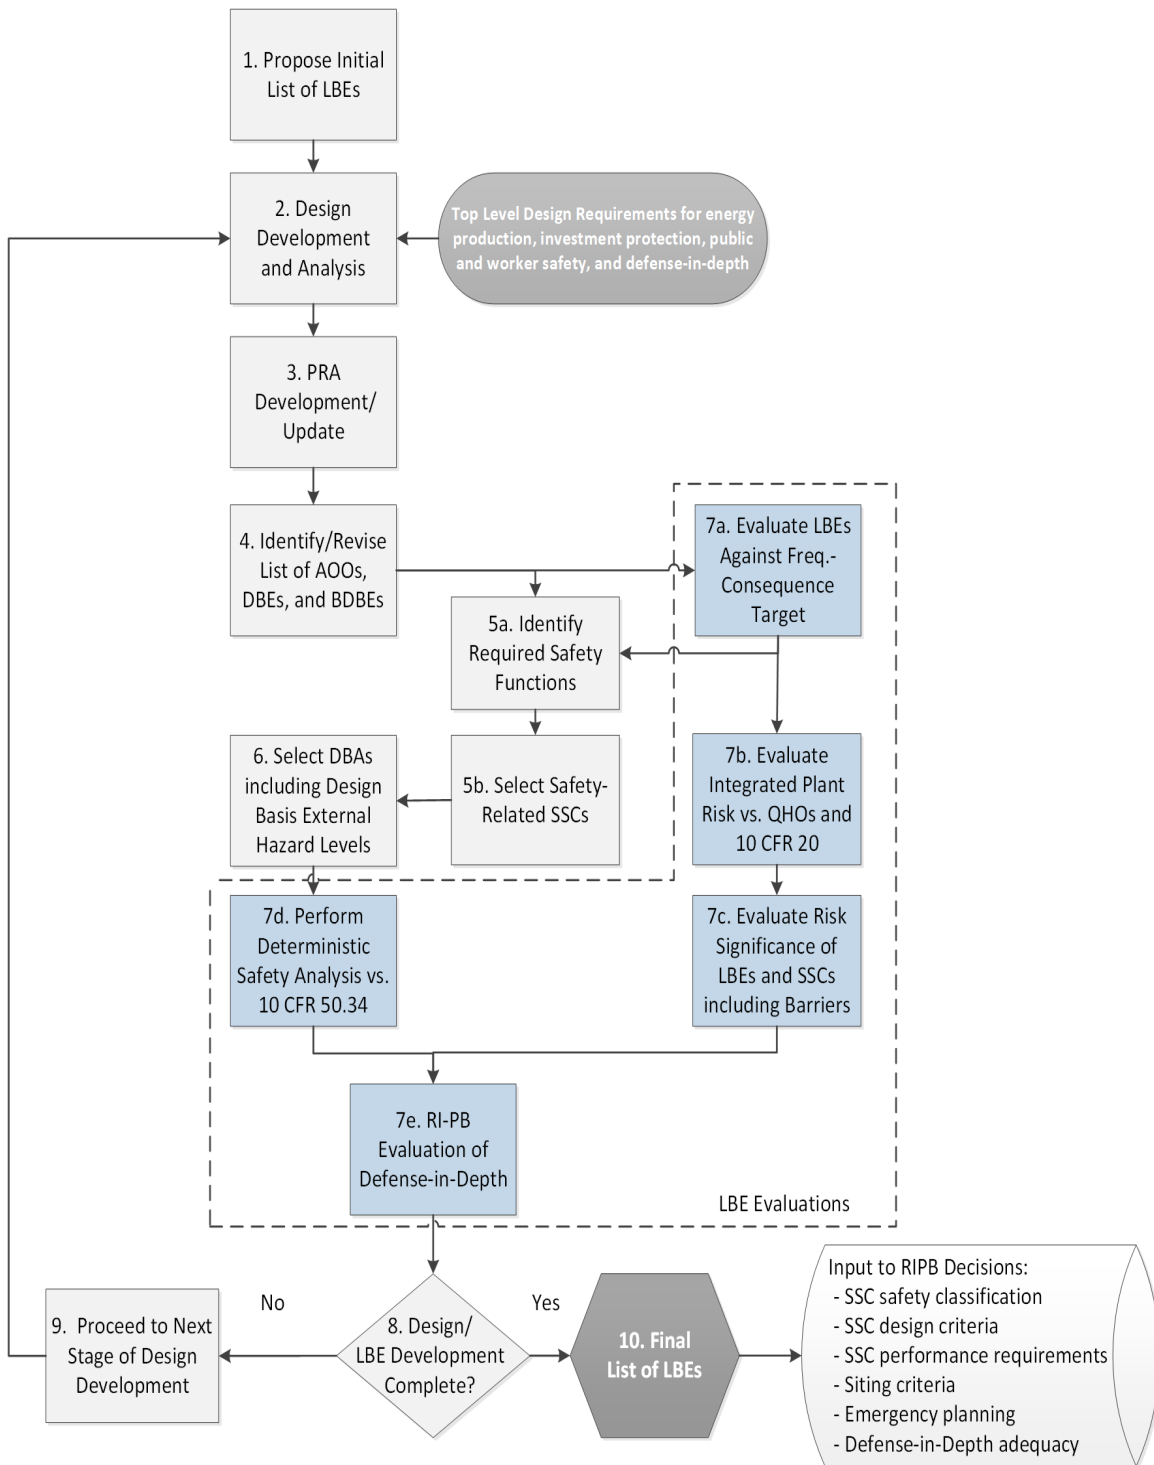 1. Propose Initial
List of LBEs
2. Design
Development
and Analysis
Top Level Design Requirements for energy
production, investment protection, public
and worker safety, and defense-in-depth
3. PRA
Development/
Update
4. Identify/Revise
List of AOOs,
DBEs, and BDBEs
7a. Evaluate LBEs
Against Freq.-
Consequence
Target
5a. Identify
Required Safety
Functions
6. Select DBAs
including Design
Basis External
Hazard Levels
5b. Select Safety-
Related SSCs
7b. Evaluate
Integrated Plant
Risk vs. QHOs and
10 CFR 20
7d. Perform
Deterministic
Safety Analysis vs.
10 CFR 50.34
7c. Evaluate Risk
Significance of
LBEs and SSCs
including Barriers
7e. RI-PB
Evaluation of
Defense-in-Depth
LBE Evaluations
No
Yes
9. Proceed to Next
Stage of Design
Development
8. Design/
LBE Development
Complete?
10. Final
List of LBEs
Input to RIPB Decisions:
- SSC safety classification
- SSC design criteria
- SSC performance requirements
- Siting criteria
- Emergency planning
- Defense-in-Depth adequacy